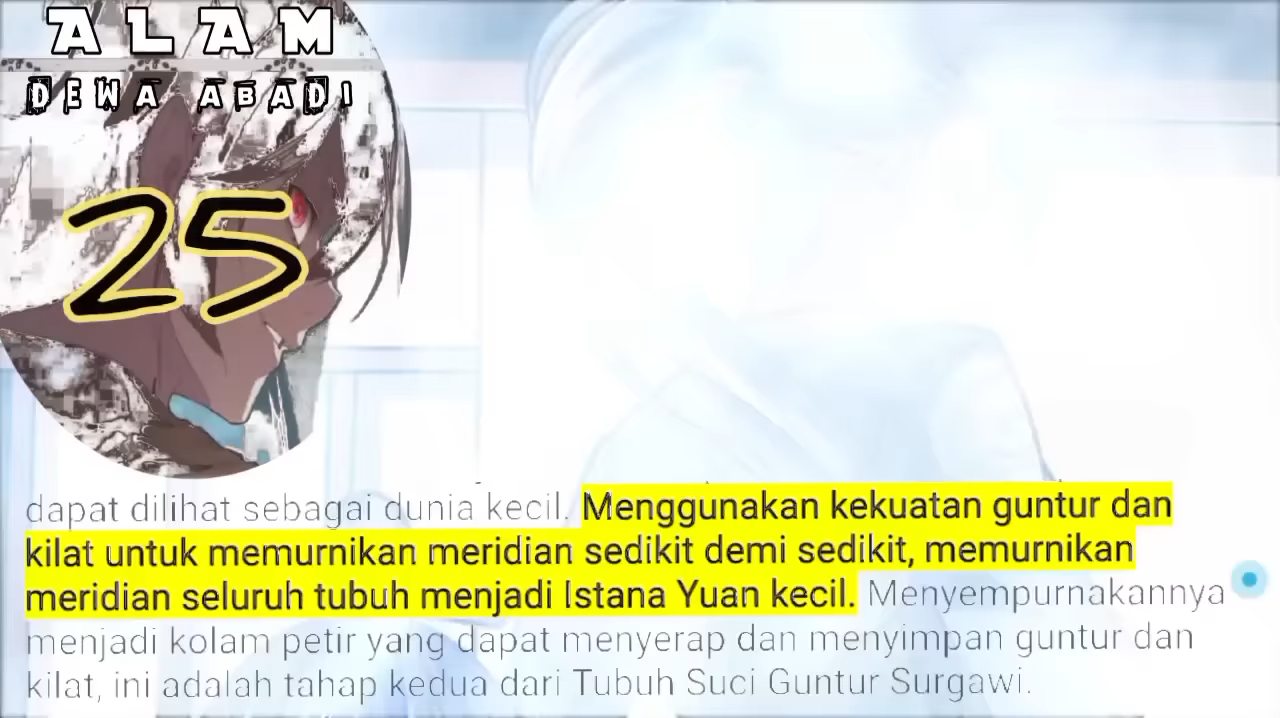 ALAM
DEWA ABADI
25
dapat dilihat sebagai dunia kecil. Menggunakan kekuatan guntur dan
kilat untuk memurnikan meridian sedikit demi sedikit, memurnikan
meridian seluruh tubuh menjadi Istana Yuan kecil. Menyempurnakannya
menjadi kolam petir yang dapat menyerap dan menyimpan guntur dan
kilat, ini adalah tahap kedua dari Tubuh Suci Guntur Surgawi.